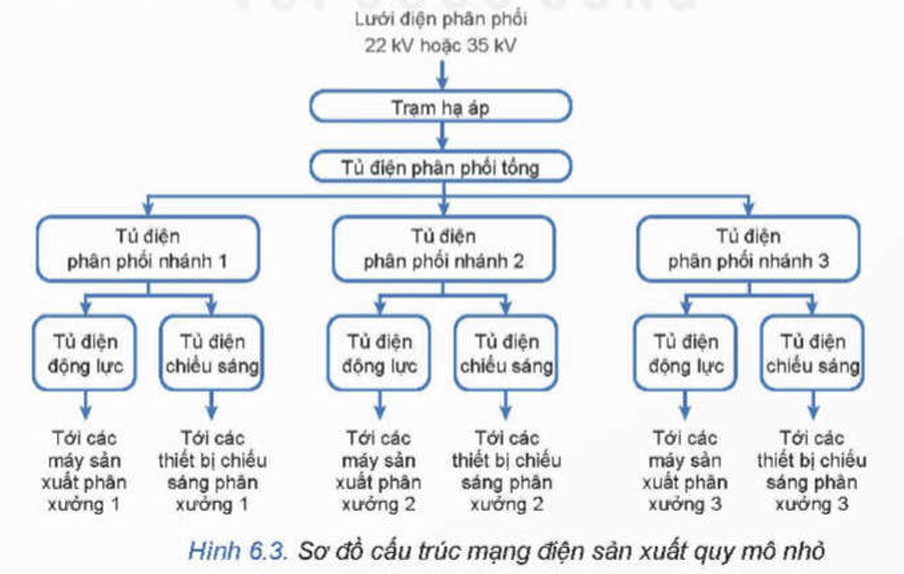 Lưới điện phân phối
22 kV hoặc 35 kV
Trạm hạ áp
Tủ điện phân phối tổng
Tủ điện
phân phối nhánh 1
Tủ điện
phân phối nhánh 2
Tủ điện
phân phối nhánh 3
Tủ điện
động lực
Tủ điện
chiếu sáng
Tủ điện
động lực
Tủ điện
chiếu sáng
Tủ điện
động lực
Tủ điện
chiếu sáng
Tới các
máy sản
xuất phân
xưởng 1
Tới các
thiết bị chiếu
sáng phân
xưởng 1
Tới các
máy sản
xuất phân
xưởng 2
Tới các
thiết bị chiếu
sáng phân
xưởng 2
Tới các
máy sản
xuất phân
xưởng 3
Tới các
thiết bị chiếu
sáng phân
xưởng 3
Hình 6.3. Sơ đồ cấu trúc mạng điện sản xuất quy mô nhỏ